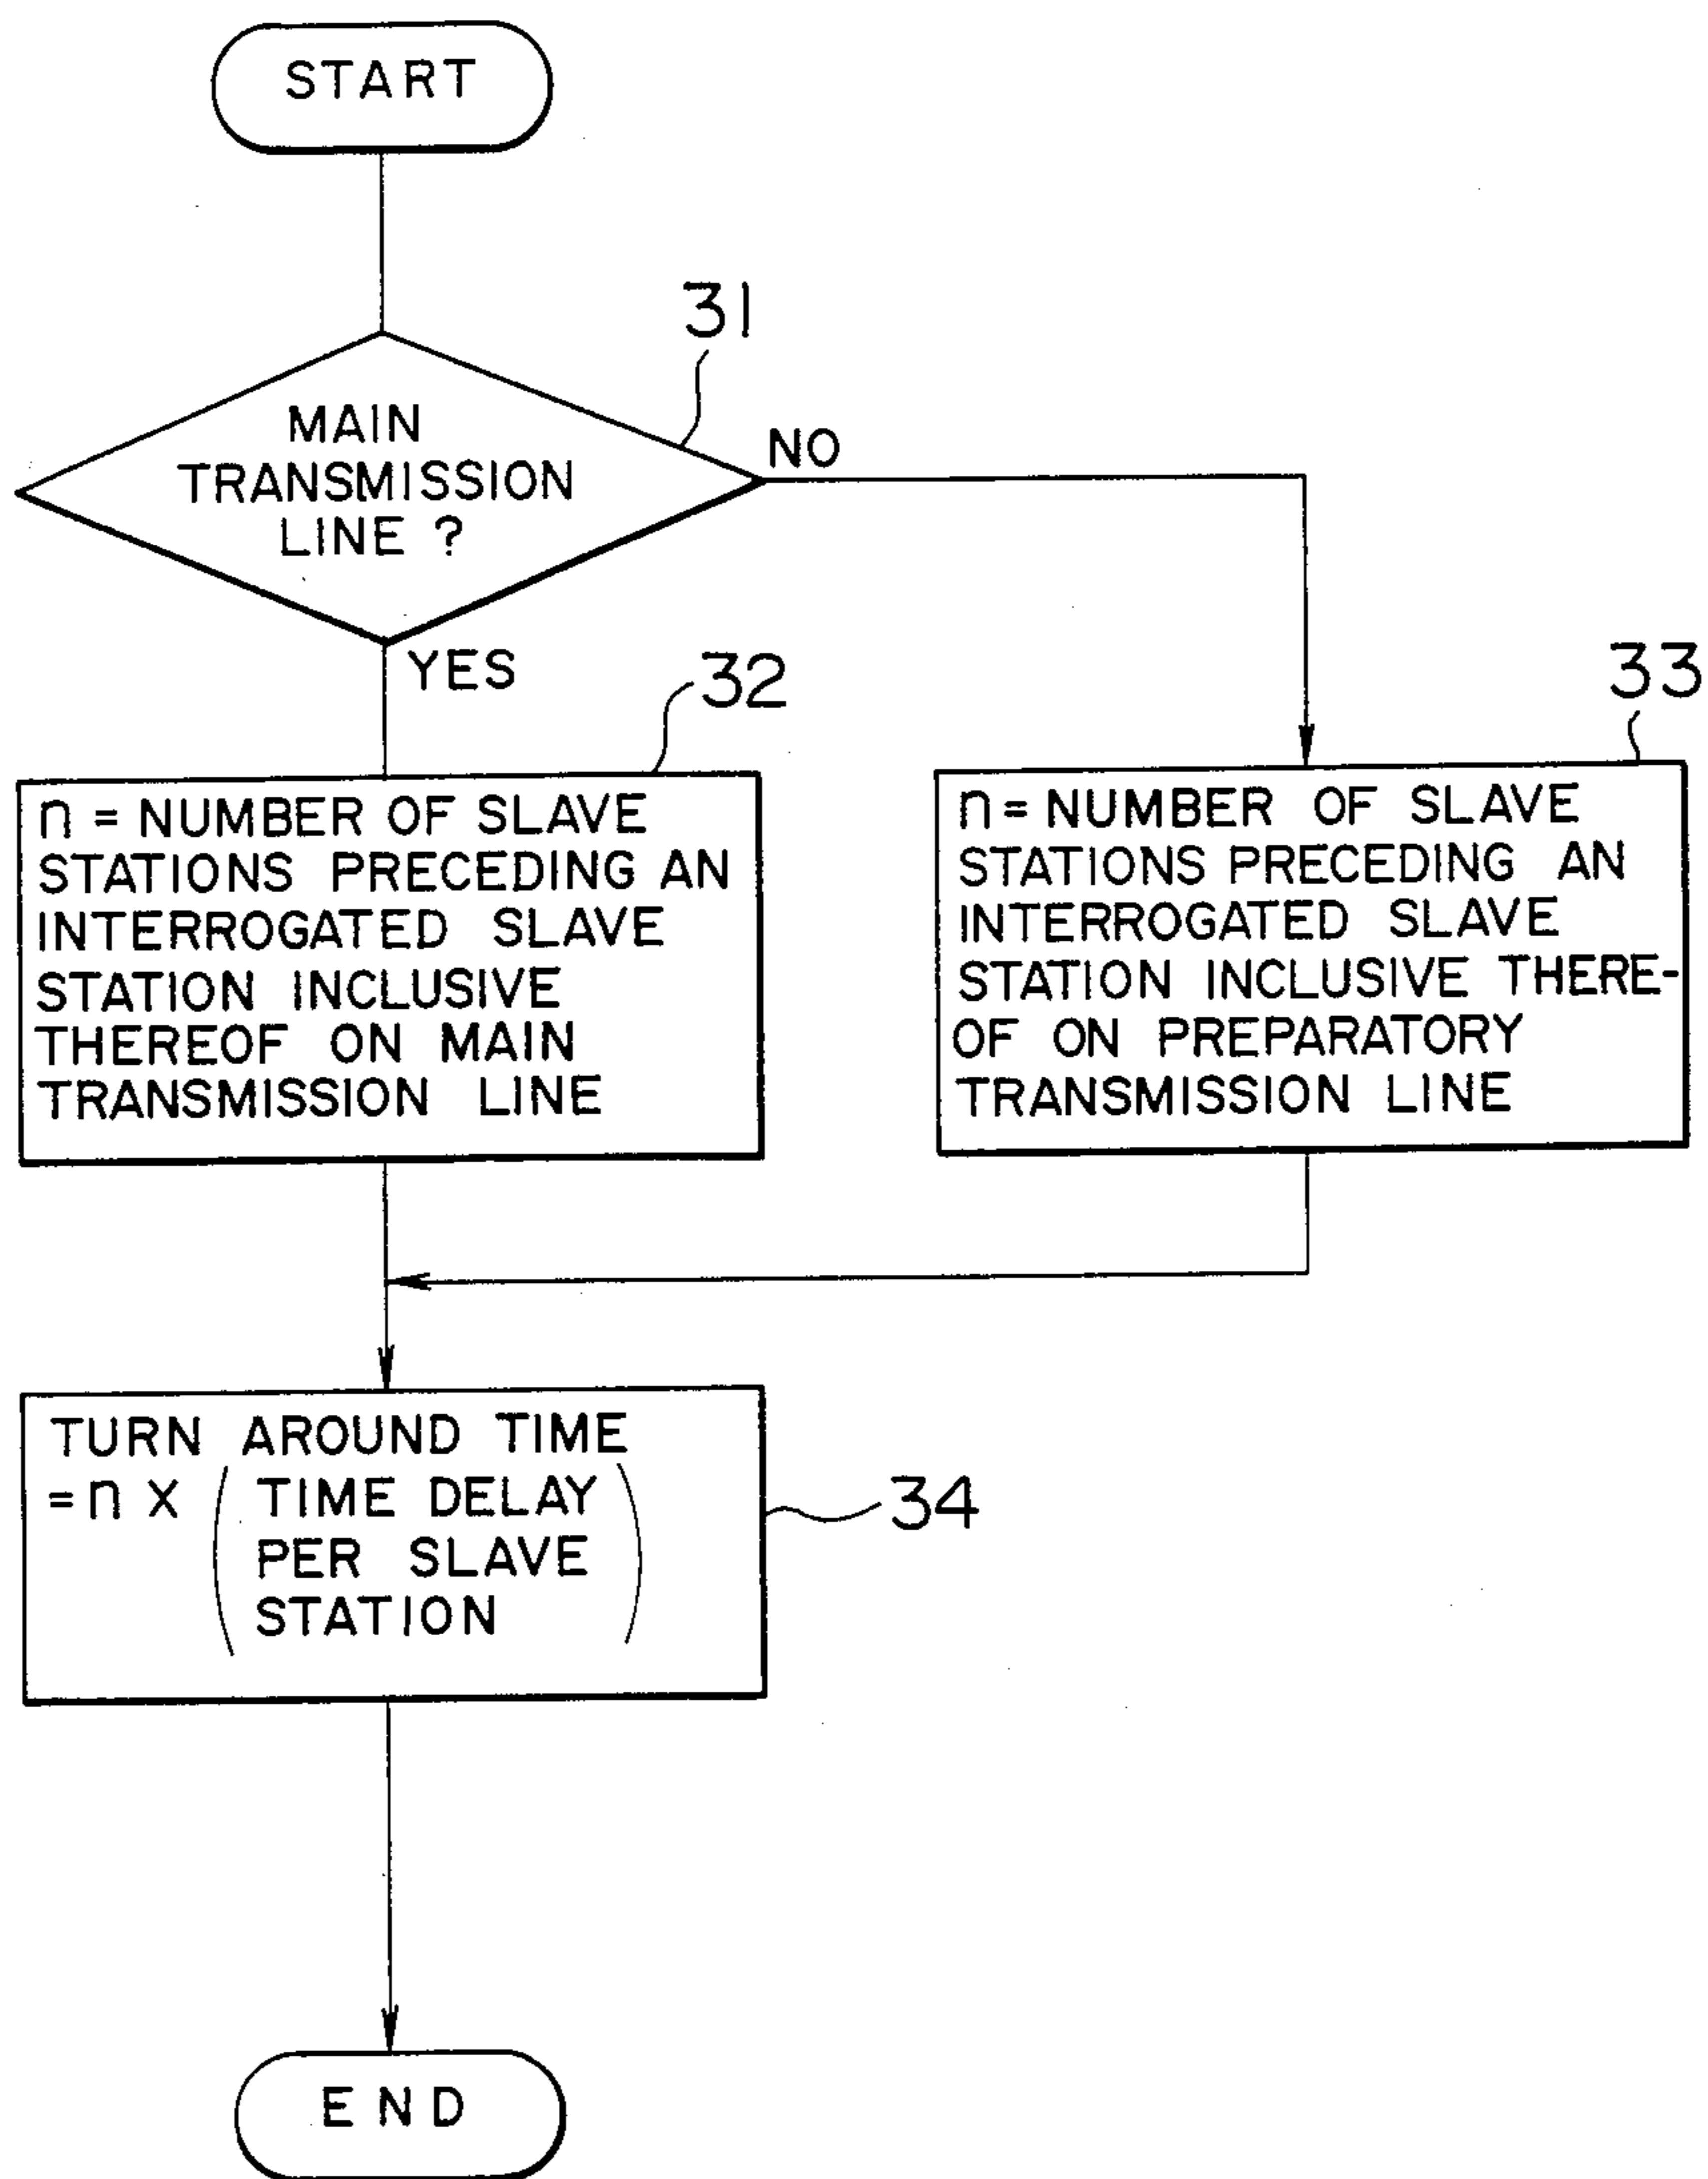 START
31
MAIN
TRANSMISSION
LINE ?
NO
YES
32
n = NUMBER OF SLAVE
STATIONS PRECEDING AN
INTERROGATED SLAVE
STATION INCLUSIVE
THEREOF ON MAIN
TRANSMISSION LINE
33
n = NUMBER OF SLAVE
STATIONS PRECEDING AN
INTERROGATED SLAVE
STATION INCLUSIVE THERE-
OF ON PREPARATORY
TRANSMISSION LINE
TURN AROUND TIME
= n X ( TIME DELAY
PER SLAVE
STATION )
34
END